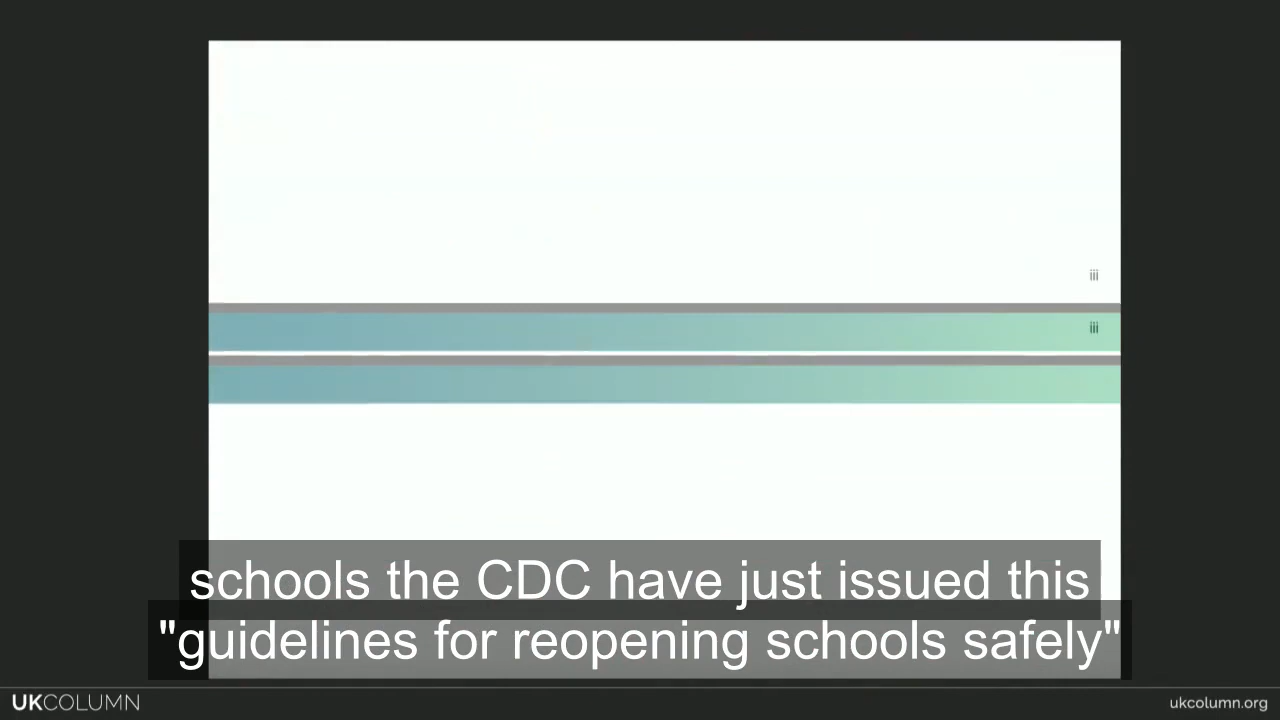 iii
iii
schools the CDC have just issued this
"guidelines for reopening schools safely"
UKCOLUMN
ukcolumn.org